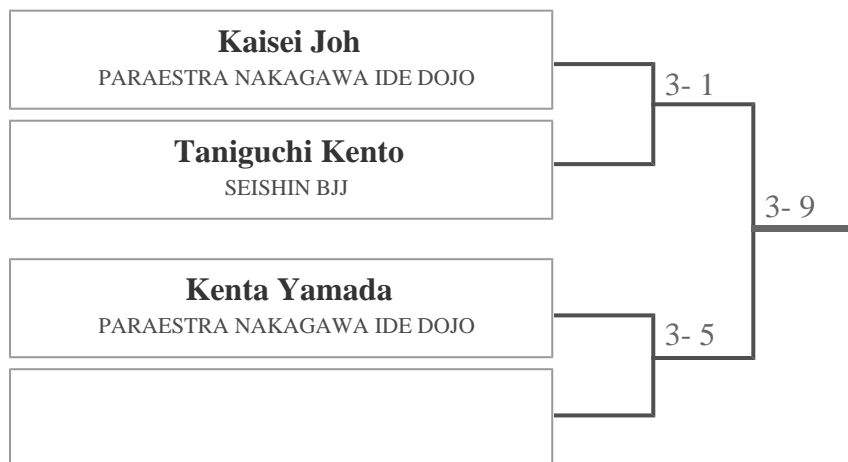 Kaisei Joh
PARAESTRA NAKAGAWA IDE DOJO
3- 1
Taniguchi Kento
SEISHIN BJJ
3- 9
Kenta Yamada
PARAESTRA NAKAGAWA IDE DOJO
3- 5